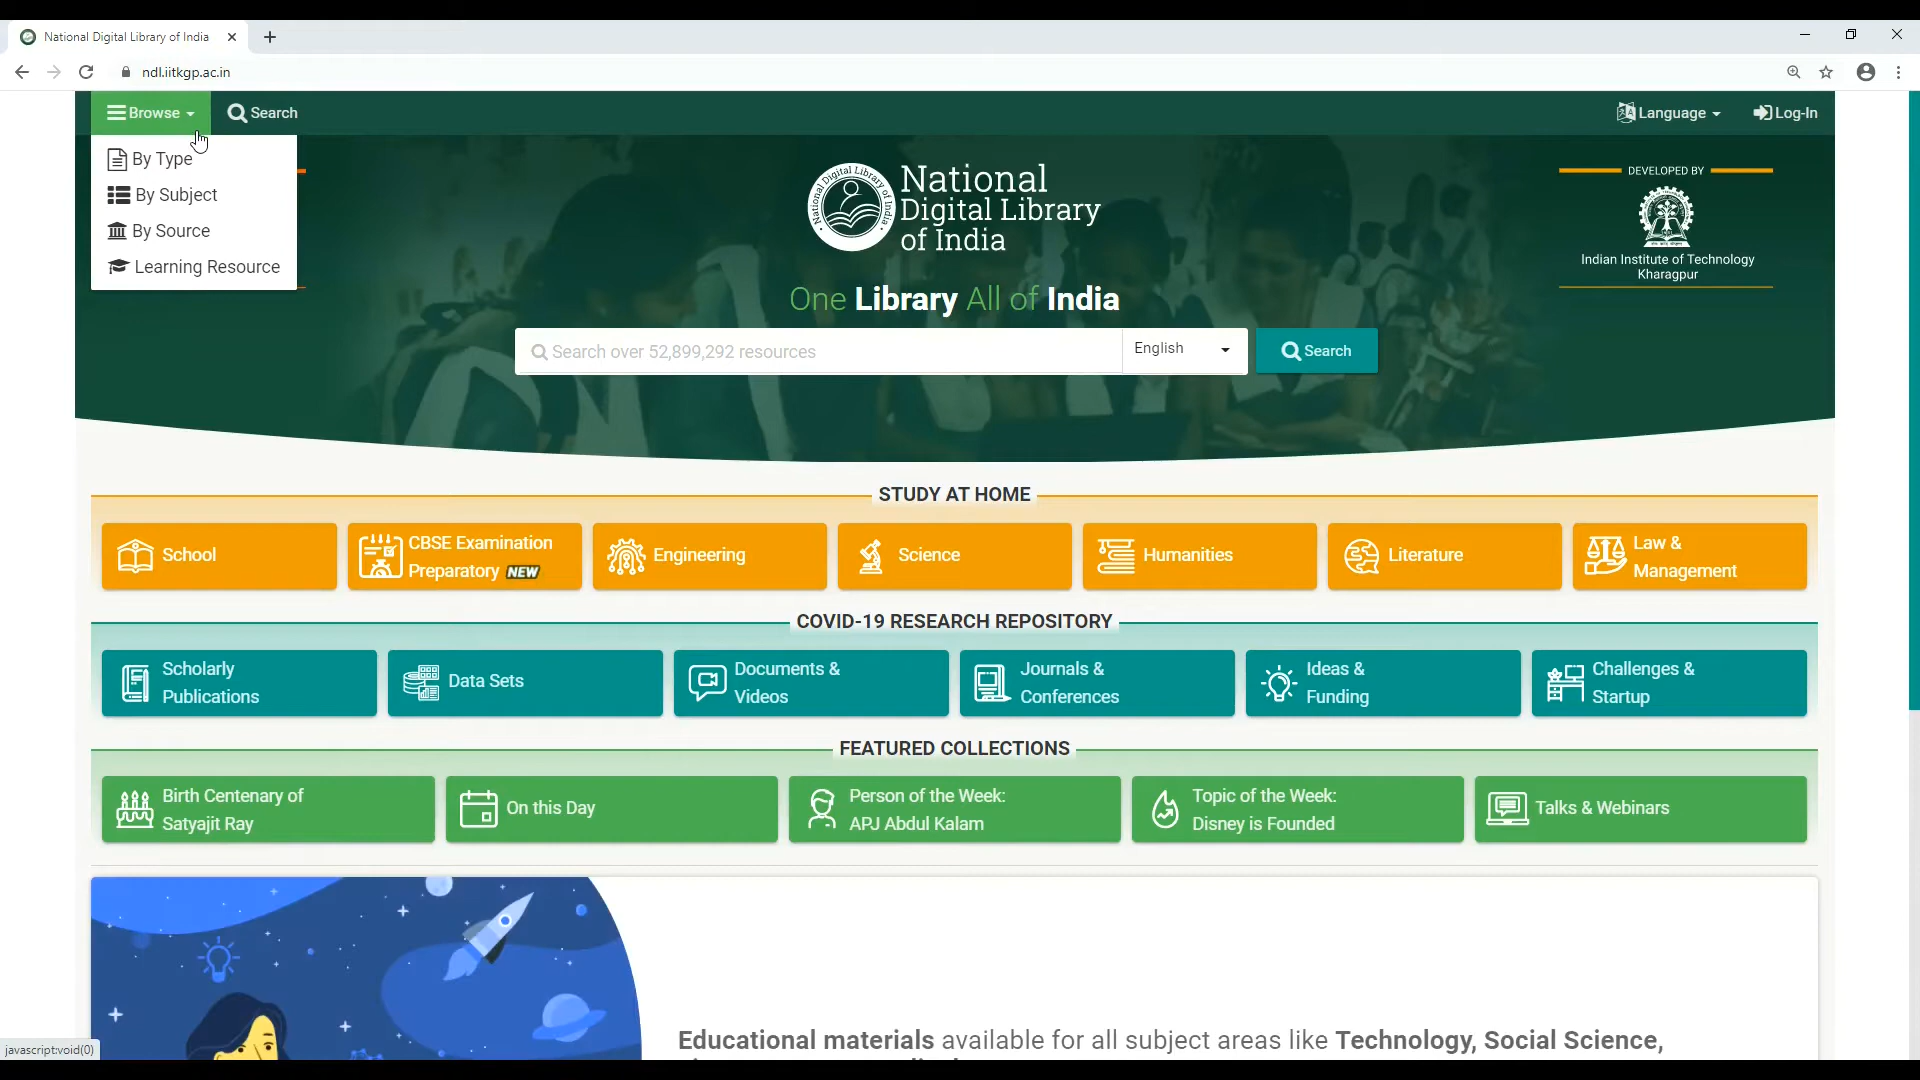 National Digital Library of India
ndl.iitkgp.ac.in
Browse
Search
Language
Log-In
By Type
By Subject
By Source
Learning Resource
National Digital Library of India
National
Digital Library
of India
DEVELOPED BY
Indian Institute of Technology
Kharagpur
One Library All of India
Search over 52,899,292 resources
English
Search
STUDY AT HOME
School
CBSE Examination
Preparatory NEW
Engineering
Science
Humanities
Literature
Law &
Management
COVID-19 RESEARCH REPOSITORY
Scholarly
Publications
Data Sets
Documents &
Videos
Journals &
Conferences
Ideas &
Funding
Challenges &
Startup
FEATURED COLLECTIONS
Birth Centenary of
Satyajit Ray
On this Day
Person of the Week:
APJ Abdul Kalam
Topic of the Week:
Disney is Founded
Talks & Webinars
Educational materials available for all subject areas like Technology, Social Science,
javascript:void(0)